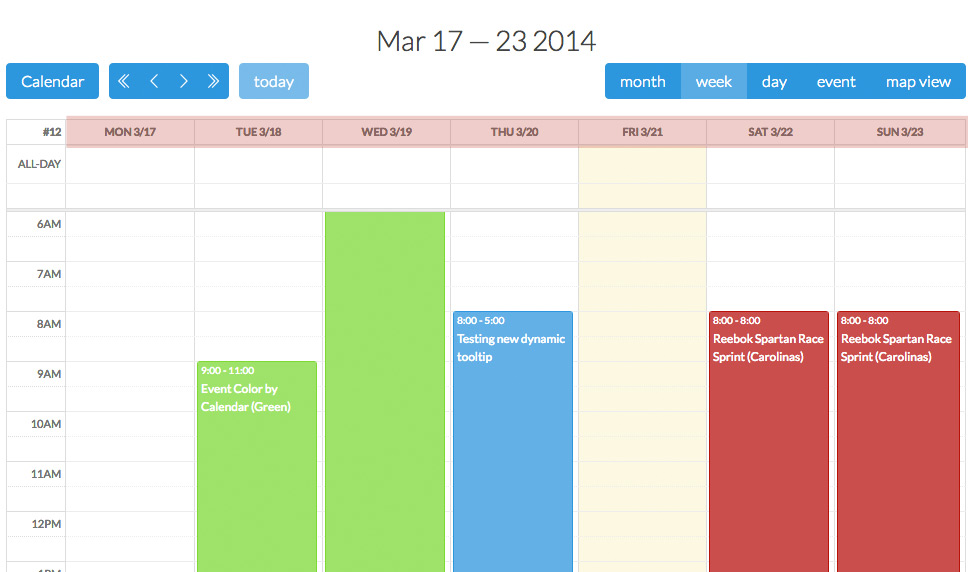 Mar 17 — 23 2014
Calendar
today
month week day event map view
#12 MON 3/17 TUE 3/18 WED 3/19 THU 3/20 FRI 3/21 SAT 3/22 SUN 3/23
ALL-DAY
6AM
7AM
8AM
9AM
10AM
11AM
12PM
9:00 - 11:00
Event Color by
Calendar (Green)
8:00 - 5:00
Testing new dynamic
tooltip
8:00 - 8:00
Reebok Spartan Race
Sprint (Carolinas)
8:00 - 8:00
Reebok Spartan Race
Sprint (Carolinas)